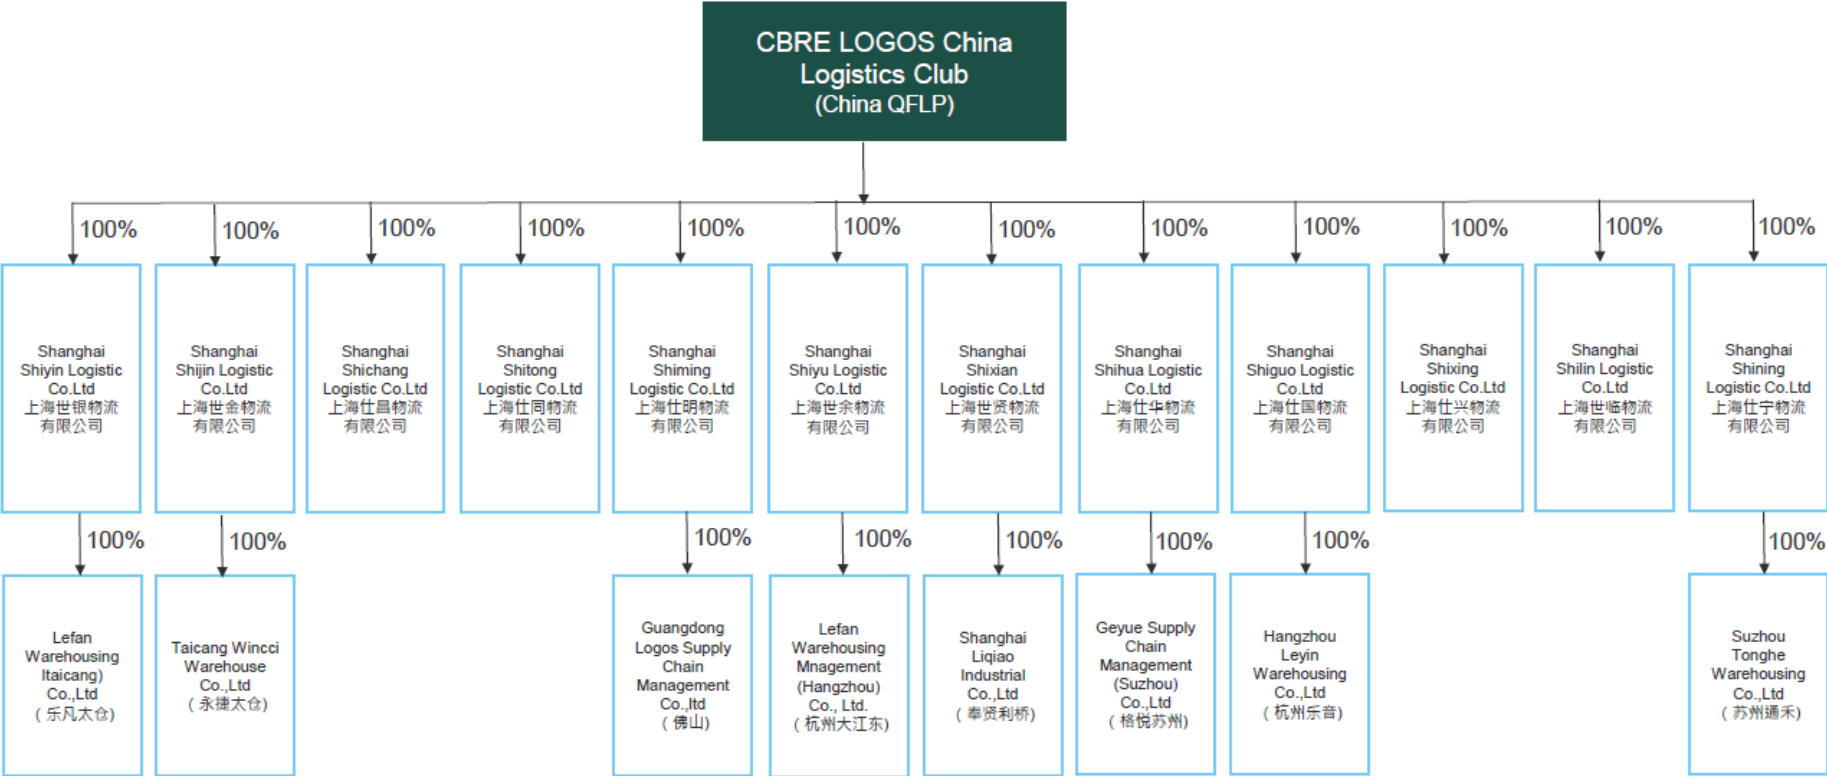 CBRE LOGOS China
Logistics Club
(China QFLP)
100%
100%
100%
100%
100%
100%
100%
100%
100%
100%
100%
100%
Shanghai
Shiyin Logistic
Co.Ltd
上海世银物流
有限公司
Shanghai
Shijin Logistic
Co.Ltd
上海世金物流
有限公司
Shanghai
Shichang
Logistic Co.Ltd
上海仕昌物流
有限公司
Shanghai
Shitong
Logistic Co.Ltd
上海仕同物流
有限公司
Shanghai
Shiming
Logistic Co.Ltd
上海仕明物流
有限公司
Shanghai
Shiyu Logistic
Co.Ltd
上海世余物流
有限公司
Shanghai
Shixian
Logistic Co.Ltd
上海世贤物流
有限公司
Shanghai
Shihua Logistic
Co.Ltd
上海仕华物流
有限公司
Shanghai
Shiguo Logistic
Co.Ltd
上海仕国物流
有限公司
Shanghai
Shixing
Logistic Co.Ltd
上海仕兴物流
有限公司
Shanghai
Shilin Logistic
Co.Ltd
上海世临物流
有限公司
Shanghai
Shining
Logistic Co.Ltd
上海仕宁物流
有限公司
100%
100%
100%
100%
100%
100%
100%
100%
Lefan
Warehousing
Itaicang)
Co.,Ltd
（乐凡太仓)
Taicang Wincci
Warehouse
Co.,Ltd
（永捷太仓)
Guangdong
Logos Supply
Chain
Management
Co.,ltd
（佛山)
Lefan
Warehousing
Mnagement
(Hangzhou)
Co., Ltd.
（杭州大江东)
Shanghai
Liqiao
Industrial
Co.,Ltd
（奉贤利桥)
Geyue Supply
Chain
Management
(Suzhou)
Co.,Ltd
（格悦苏州)
Hangzhou
Leyin
Warehousing
Co.,Ltd
（杭州乐音)
Suzhou
Tonghe
Warehousing
Co.,Ltd
（苏州通禾)